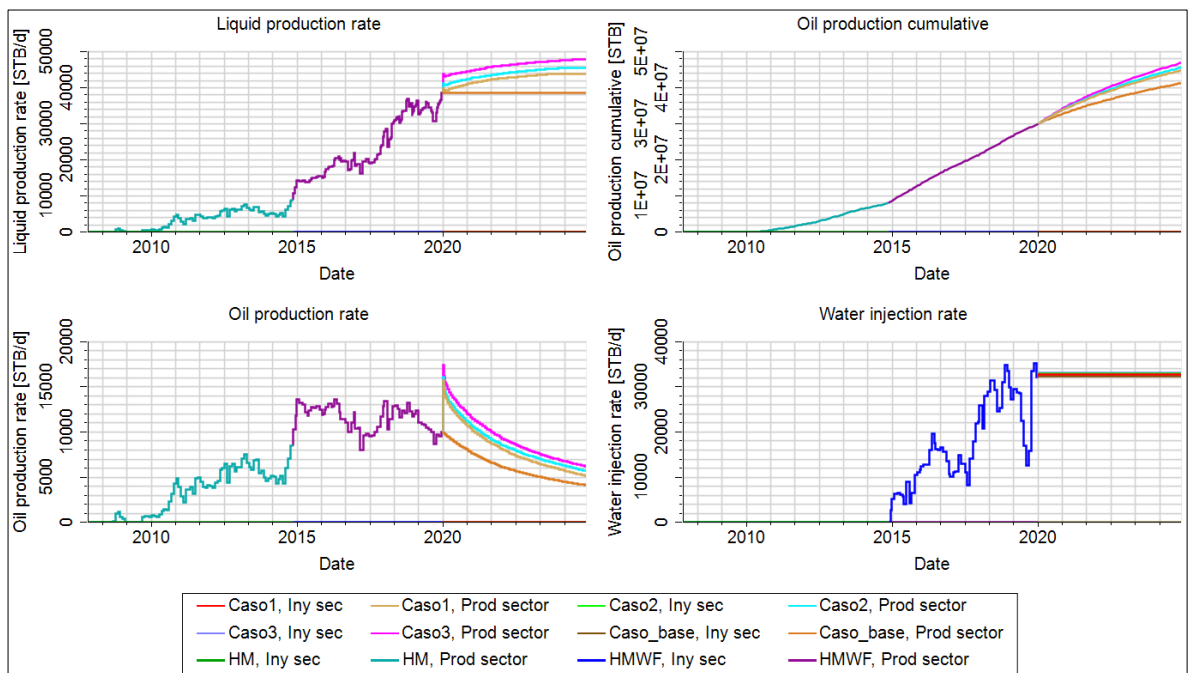 Liquid production rate
Liquid production rate [STB/d]
50000
40000
30000
20000
10000
0
2010
2015
2020
Date
Oil production cumulative
Oil production cumulative [STB]
5E+07
4E+07
3E+07
2E+07
1E+07
0
2010
2015
2020
Date
Oil production rate
Oil production rate [STB/d]
20000
15000
10000
5000
0
2010
2015
2020
Date
Water injection rate
Water injection rate [STB/d]
40000
30000
20000
10000
0
2010
2015
2020
Date
Caso1, Iny sec Caso1, Prod sector Caso2, Iny sec Caso2, Prod sector
Caso3, Iny sec Caso3, Prod sector Caso_base, Iny sec Caso_base, Prod sector
HM, Iny sec HM, Prod sector HMWF, Iny sec HMWF, Prod sector